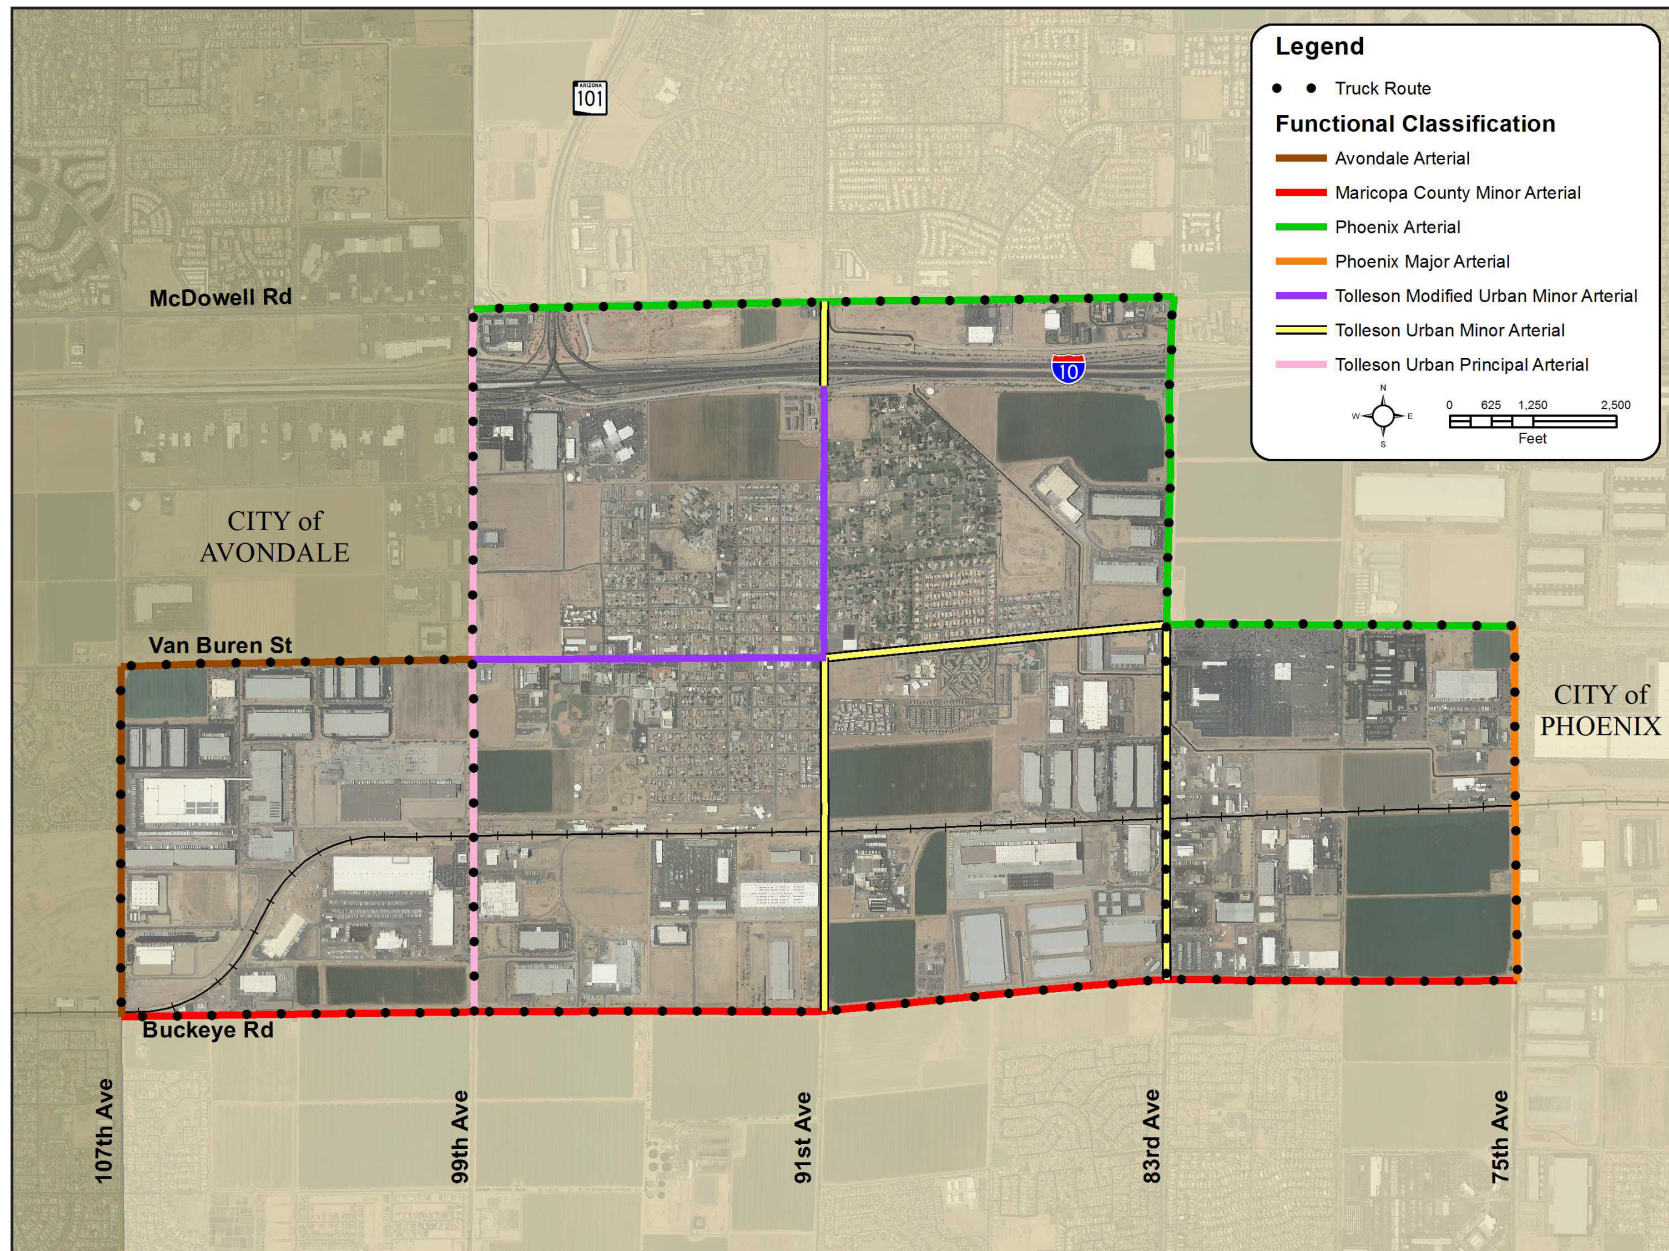 Legend
Truck Route
Functional Classification
Avondale Arterial
Maricopa County Minor Arterial
Phoenix Arterial
Phoenix Major Arterial
Tolleson Modified Urban Minor Arterial
Tolleson Urban Minor Arterial
Tolleson Urban Principal Arterial
N
W E
S
0 625 1,250 2,500
Feet
ARIZONA
101
McDowell Rd
10
CITY of
AVONDALE
Van Buren St
CITY of
PHOENIX
Buckeye Rd
107th Ave
99th Ave
91st Ave
83rd Ave
75th Ave